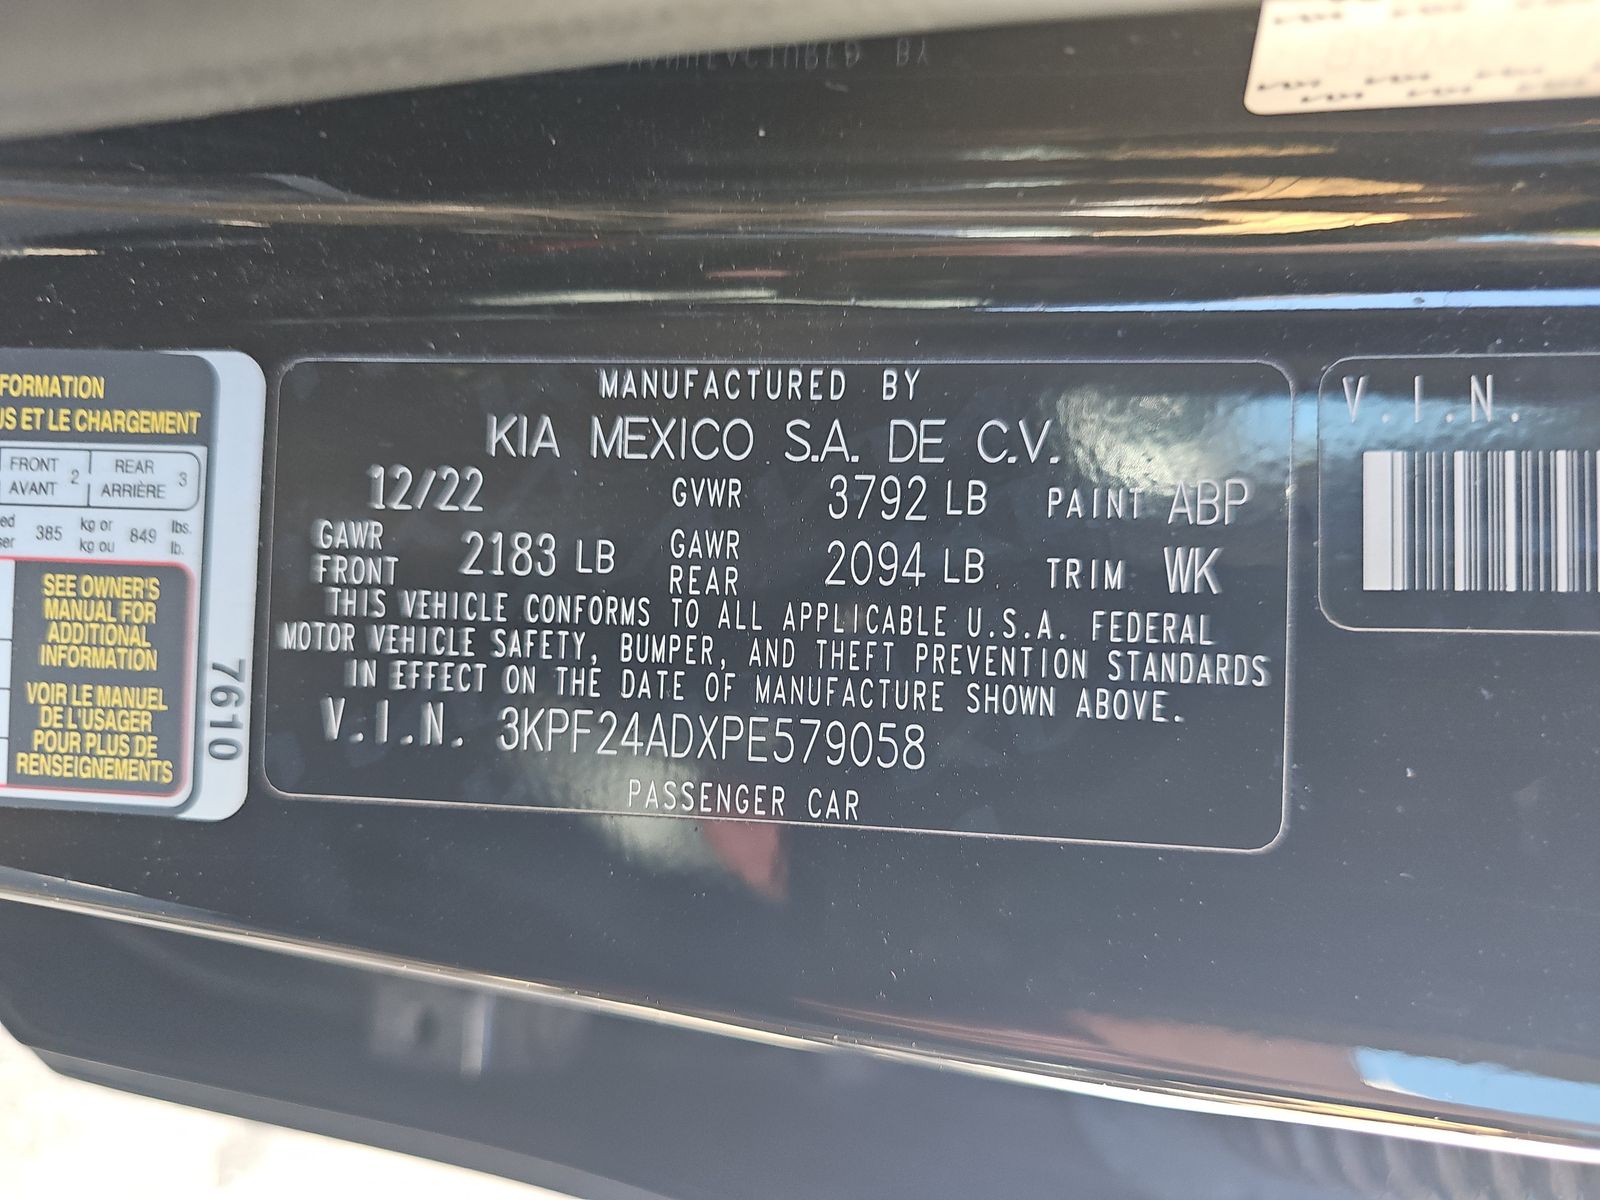 MANUFACTURED BY
FORMATION
US ET LE CHARGEMENT
FRONT
AVANT 2
REAR
ARRIÈRE 3
385 kg or
kg ou 849 lbs.
lb.
SEE OWNER'S
MANUAL FOR
ADDITIONAL
INFORMATION
VOIR LE MANUEL
DE L'USAGER
POUR PLUS DE
RENSEIGNEMENTS
7610
MANUFACTURED BY
KIA MEXICO S.A. DE C.V.
12/22 GVWR 3792 LB PAINT ABP
GAWR
FRONT 2183 LB GAWR
REAR 2094 LB TRIM WK
THIS VEHICLE CONFORMS TO ALL APPLICABLE U.S.A. FEDERAL
MOTOR VEHICLE SAFETY, BUMPER, AND THEFT PREVENTION STANDARDS
IN EFFECT ON THE DATE OF MANUFACTURE SHOWN ABOVE.
V.I.N. 3KPF24ADXPE579058
PASSENGER CAR
V.I.N.